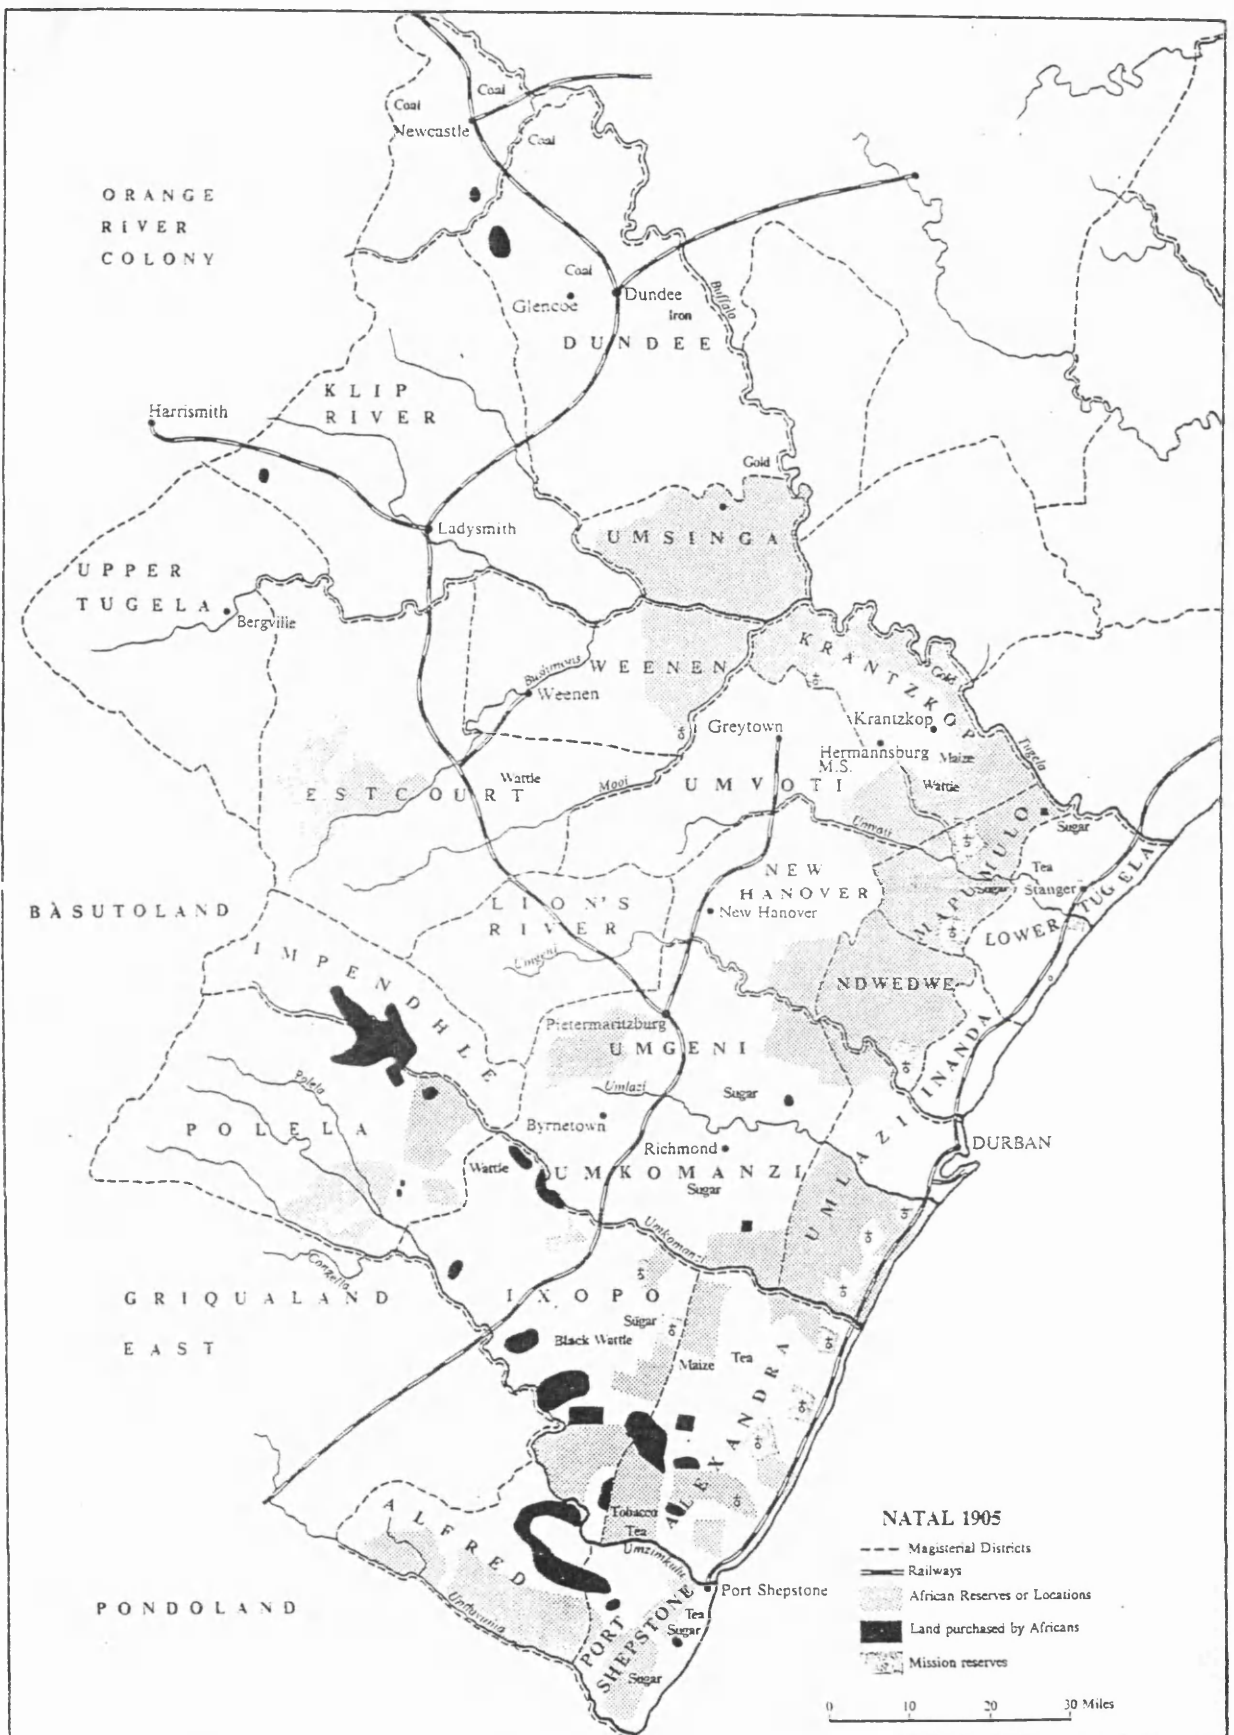 Coal
Coal
Newcastle
Coal
ORANGE
RIVER
COLONY
Coal
Glencoe
Dundee
Iron
Buffalo
DUNDEE
KLIP
RIVER
Harrismith
Gold
Ladysmith
UMSINGA
UPPER
TUGELA
Bergville
KRANTZKOP
Gold
Bushmans
WEENEN
Weenen
Greytown
Krantzkop
Hermannsburg
M.S.
Maize
Tugela
Wattle
Wattle
ESTCOURT
Mooi
UMVOTI
Umvoti
Sugar
MAPUMULO
NEW
HANOVER
Tea
Sugar
Stanger
LOWER TUGELA
BÀSUTOLAND
LION'S
RIVER
New Hanover
Umgeni
IMPENDHLE
NDWEDWE
Pietermaritzburg
UMGENI
INANDA
Polela
Umlazi
Sugar
POLELA
Byrnetown
Richmond
DURBAN
Wattle
UMKOMANZI
Sugar
UMLAZI
Umkomanzi
GRIQUALAND
EAST
IXOPO
Sugar
Black Wattle
Maize
Tea
ALEXANDRA
ALFRED
Tobacco
Tea
Umzimkulu
Port Shepstone
PONDOLAND
PORT
SHEPSTONE
Tea
Sugar
Sugar
NATAL 1905
Magisterial Districts
Railways
African Reserves or Locations
Land purchased by Africans
Mission reserves
0 10 20 30 Miles